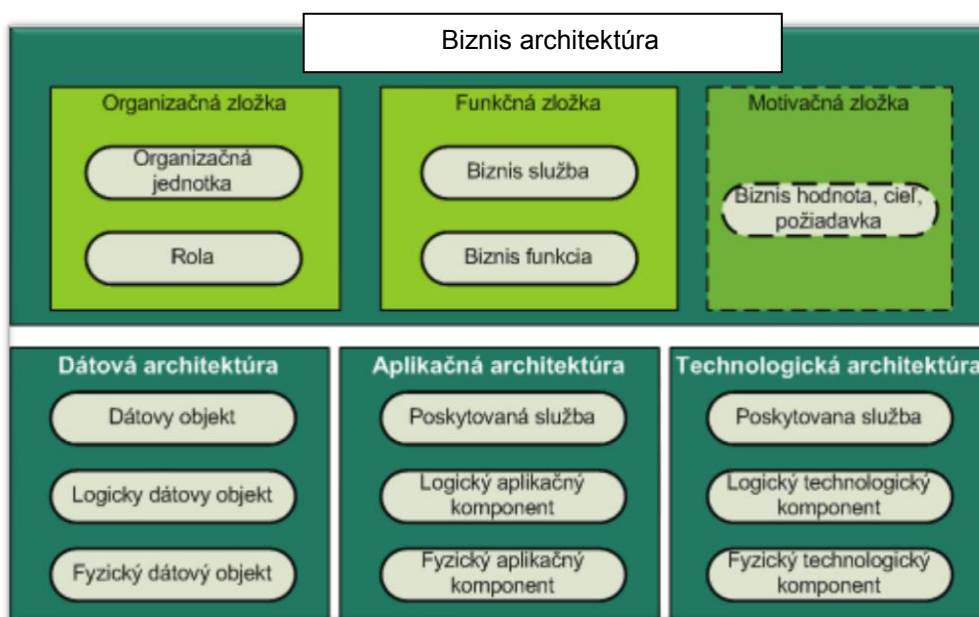 Biznis architektúra
Organizačná zložka
Organizačná
jednotka
Rola
Funkčná zložka
Biznis služba
Biznis funkcia
Motivačná zložka
Biznis hodnota, cieľ,
požiadavka
Dátová architektúra
Dátovy objekt
Logicky dátovy objekt
Fyzický dátový objekt
Aplikačná architektúra
Poskytovaná služba
Logický aplikačný
komponent
Fyzický aplikačný
komponent
Technologická architektúra
Poskytovana služba
Logický technologický
komponent
Fyzický technologický
komponent